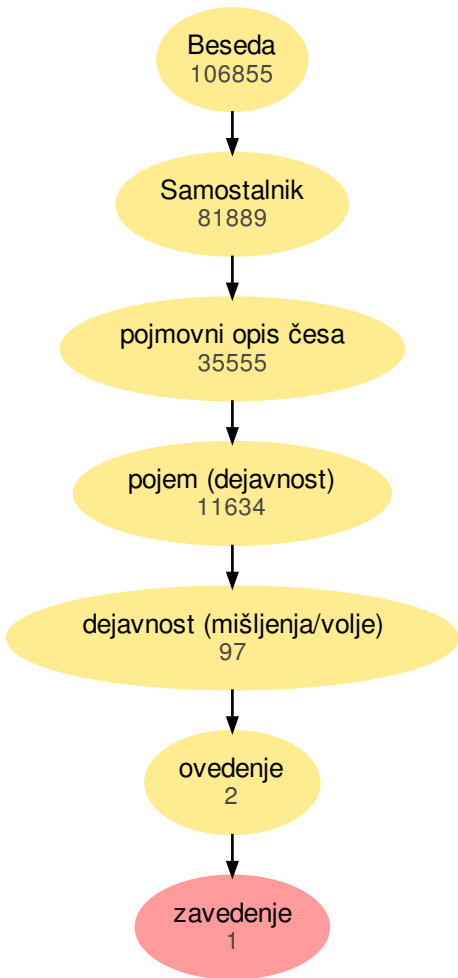 Beseda
106855
Samostalnik
81889
pojmovni opis česa
35555
pojem (dejavnost)
11634
dejavnost (mišljenja/volje)
97
ovedenje
2
zavedenje
1